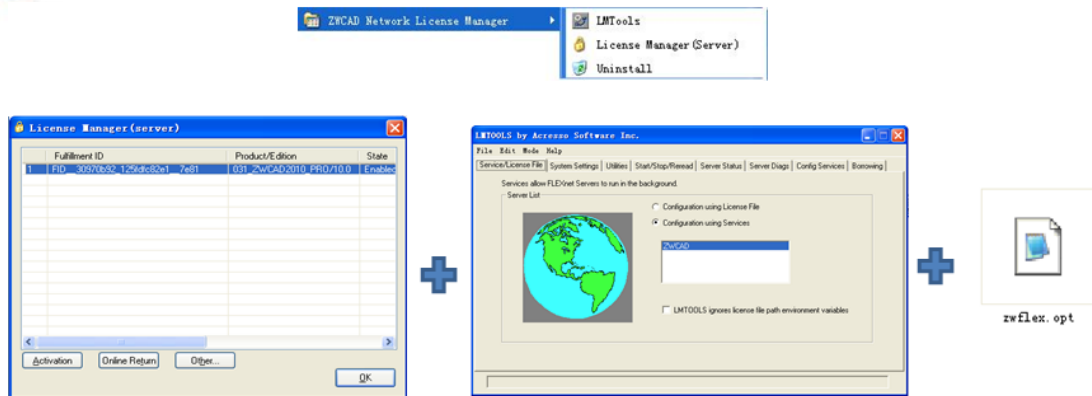 ZWCAD Network License Manager
LMTools
License Manager(Server)
Uninstall
License Manager(server)
Fulfillment ID Product/Edition State
1 FID__30970b92_125fdfc82e1__7e81 031_ZWCAD2010_PRO/10.0 Enabled
Activation Online Return Other...
OK
LMTOOLS by Acresso Software Inc.
File Edit Mode Help
Service/License File System Settings Utilities Start/Stop/Reread Server Status Server Diags Config Services Borrowing
Services allow FLEXnet Servers to run in the background.
Server List
Configuration using License File
Configuration using Services
ZWCAD
LMTOOLS ignores license file path environment variables
zwflex.opt